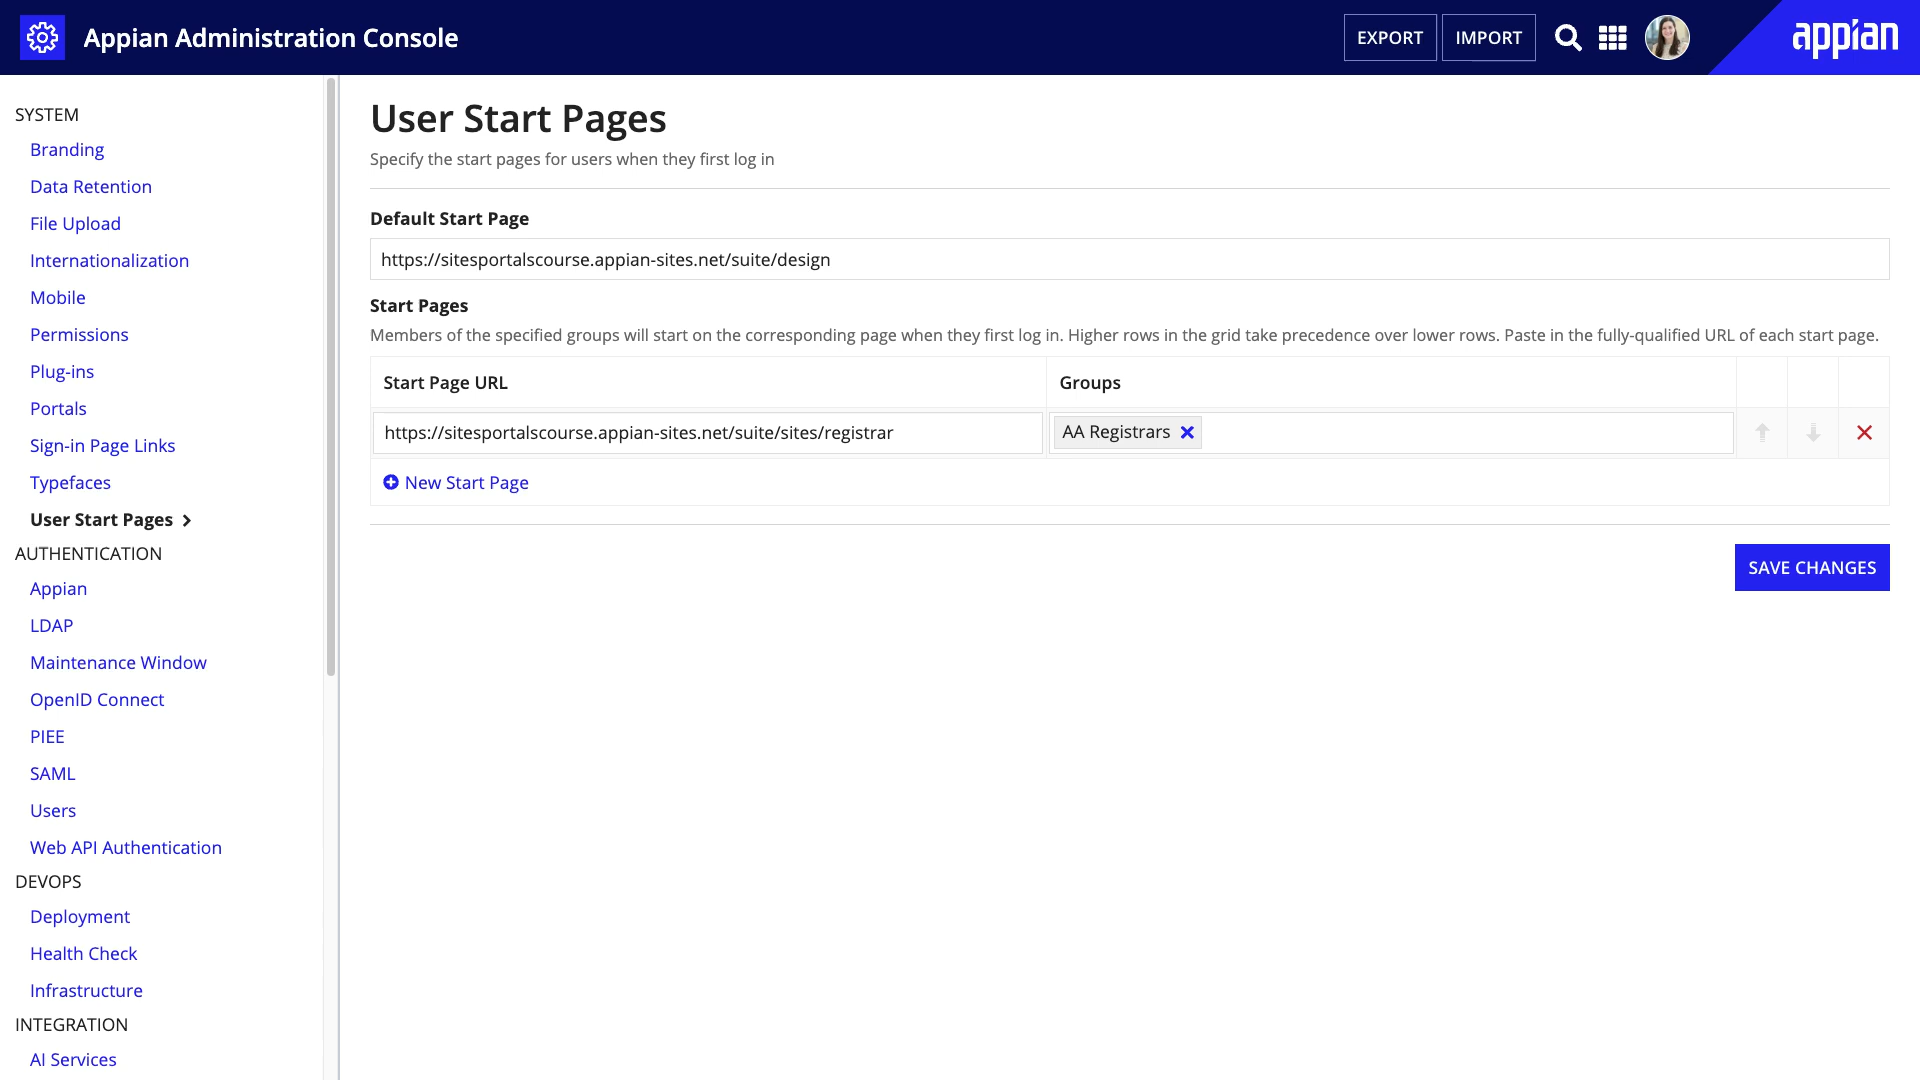 Appian Administration Console
EXPORT
IMPORT
appian
SYSTEM
Branding
Data Retention
File Upload
Internationalization
Mobile
Permissions
Plug-ins
Portals
Sign-in Page Links
Typefaces
User Start Pages
AUTHENTICATION
Appian
LDAP
Maintenance Window
OpenID Connect
PIEE
SAML
Users
Web API Authentication
DEVOPS
Deployment
Health Check
Infrastructure
INTEGRATION
AI Services
User Start Pages
Specify the start pages for users when they first log in
Default Start Page
https://sitesportalscourse.appian-sites.net/suite/design
Start Pages
Members of the specified groups will start on the corresponding page when they first log in. Higher rows in the grid take precedence over lower rows. Paste in the fully-qualified URL of each start page.
Start Page URL
Groups
https://sitesportalscourse.appian-sites.net/suite/sites/registrar
AA Registrars
New Start Page
SAVE CHANGES